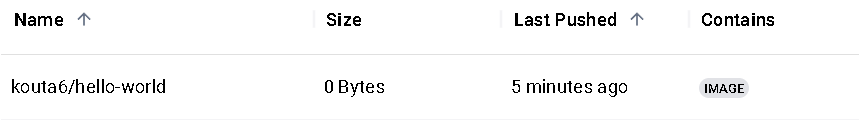 Name Size Last Pushed Contains
kouta6/hello-world 0 Bytes 5 minutes ago IMAGE